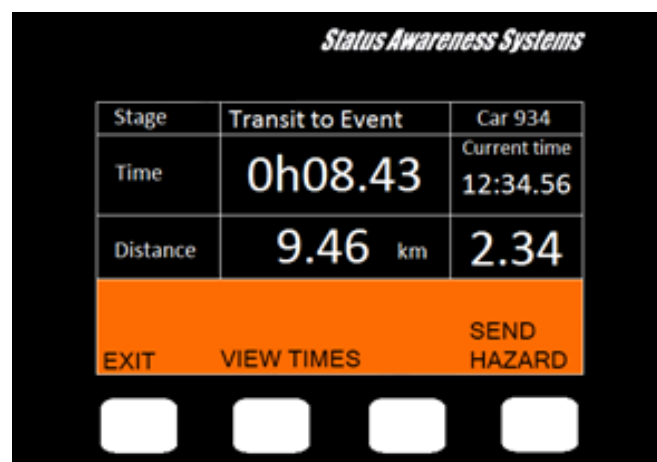 Status Awareness Systems
Stage Transit to Event Car 934
Time 0h08.43 Current time 12:34.56
Distance 9.46 km 2.34
EXIT VIEW TIMES SEND HAZARD